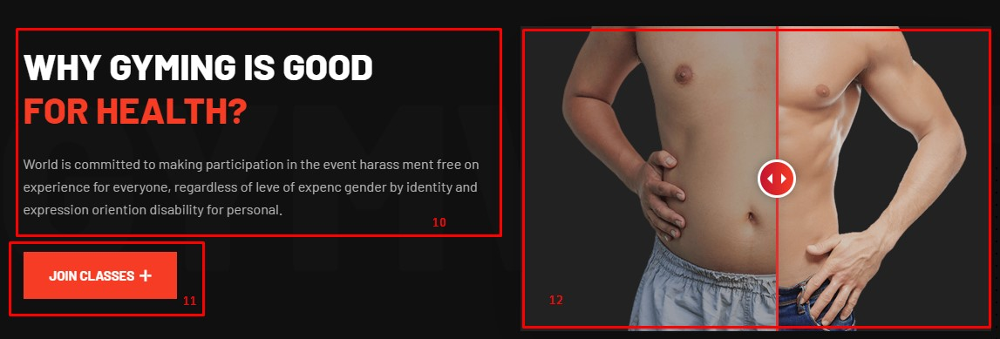 WHY GYMING IS GOOD
FOR HEALTH?
World is committed to making participation in the event harass ment free on
experience for everyone, regardless of leve of expenc gender by identity and
expression oriention disability for personal.
10
JOIN CLASSES +
11
12